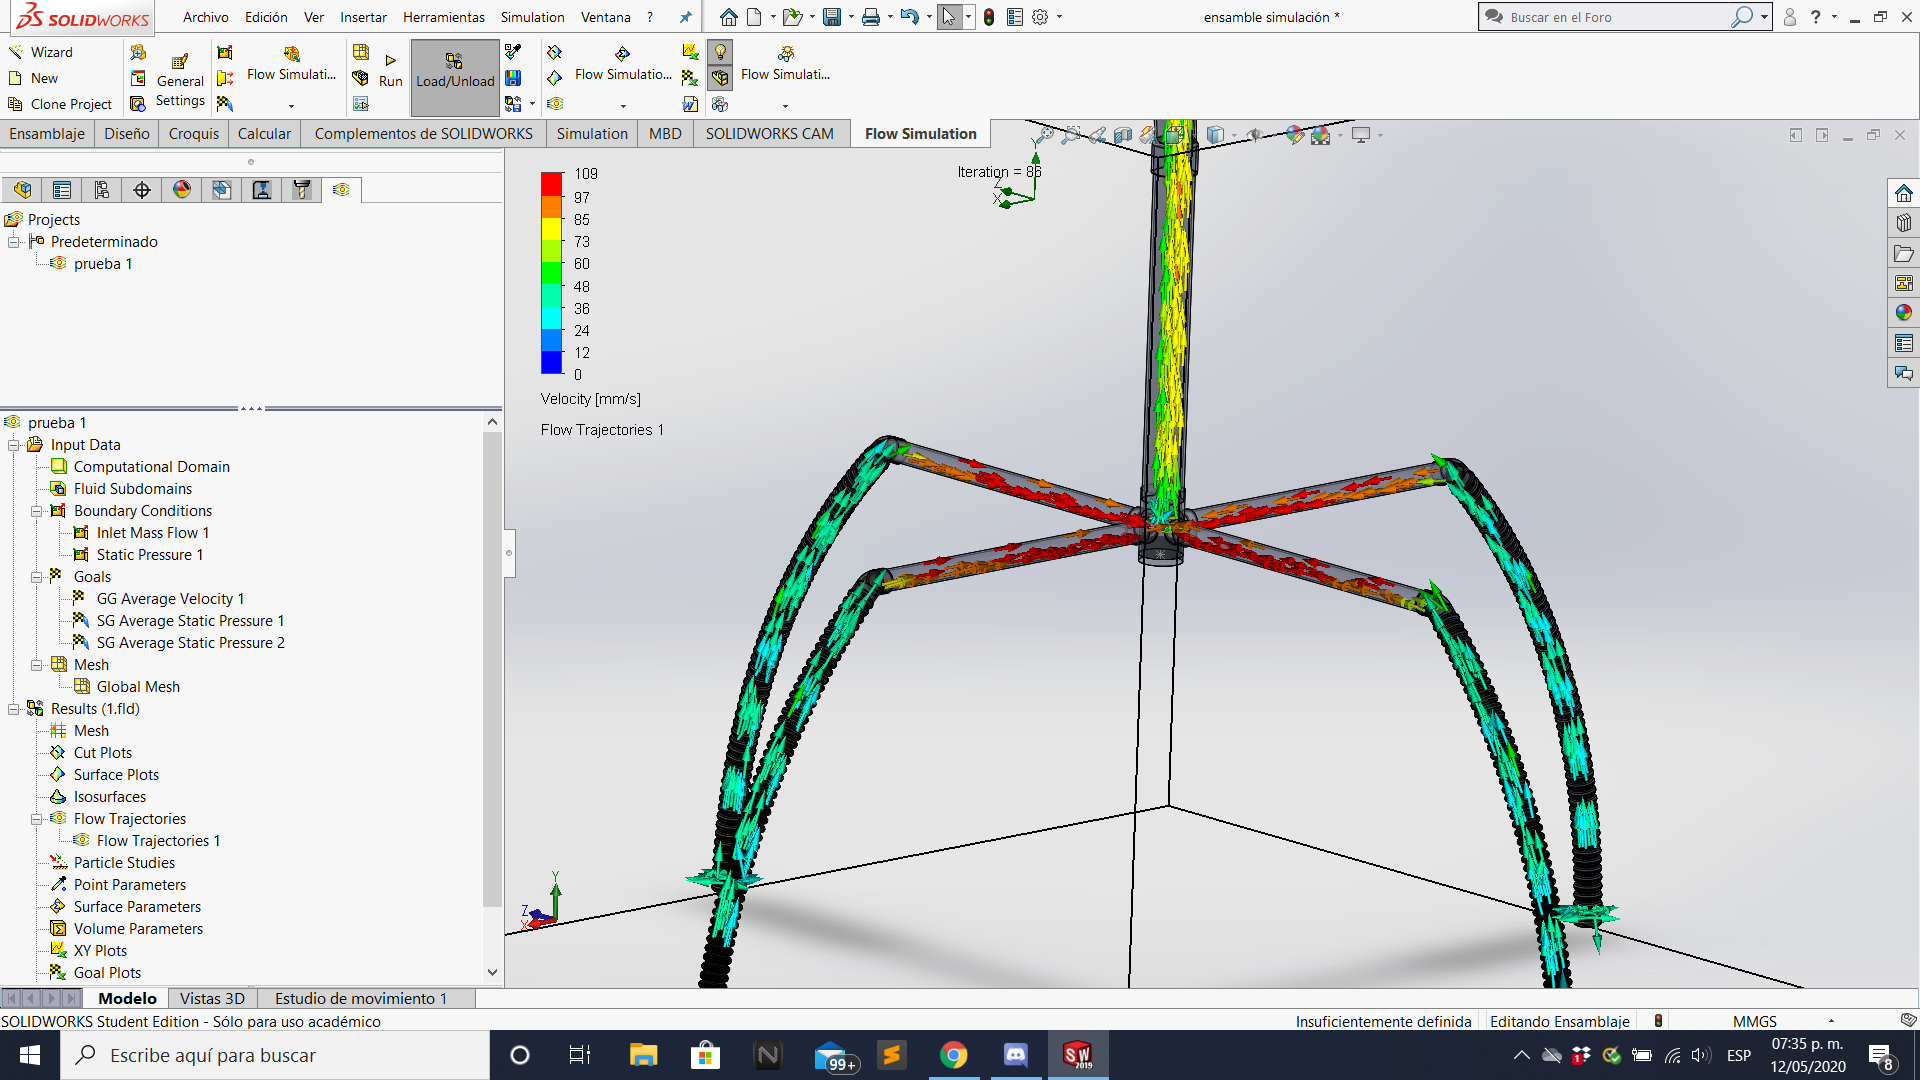 SOLIDWORKS
Archivo Edición Ver Insertar Herramientas Simulation Ventana ?
ensamble simulación *
Buscar en el Foro
Wizard
New
Clone Project
General Settings
Flow Simulati...
Run
Load/Unload
Flow Simulatio...
Flow Simulati...
Ensamblaje Diseño Croquis Calcular Complementos de SOLIDWORKS Simulation MBD SOLIDWORKS CAM Flow Simulation
Projects
Predeterminado
prueba 1
prueba 1
Input Data
Computational Domain
Fluid Subdomains
Boundary Conditions
Inlet Mass Flow 1
Static Pressure 1
Goals
GG Average Velocity 1
SG Average Static Pressure 1
SG Average Static Pressure 2
Mesh
Global Mesh
Results (1.fld)
Mesh
Cut Plots
Surface Plots
Isosurfaces
Flow Trajectories
Flow Trajectories 1
Particle Studies
Point Parameters
Surface Parameters
Volume Parameters
XY Plots
Goal Plots
109
97
85
73
60
48
36
24
12
0
Velocity [mm/s]
Flow Trajectories 1
Iteration = 86
Y
Z
X
Y
Z
X
Modelo Vistas 3D Estudio de movimiento 1
SOLIDWORKS Student Edition - Sólo para uso académico
Insuficientemente definida Editando Ensamblaje MMGS
Escribe aquí para buscar
99+
SW 2019
1
ESP
07:35 p. m.
12/05/2020
8